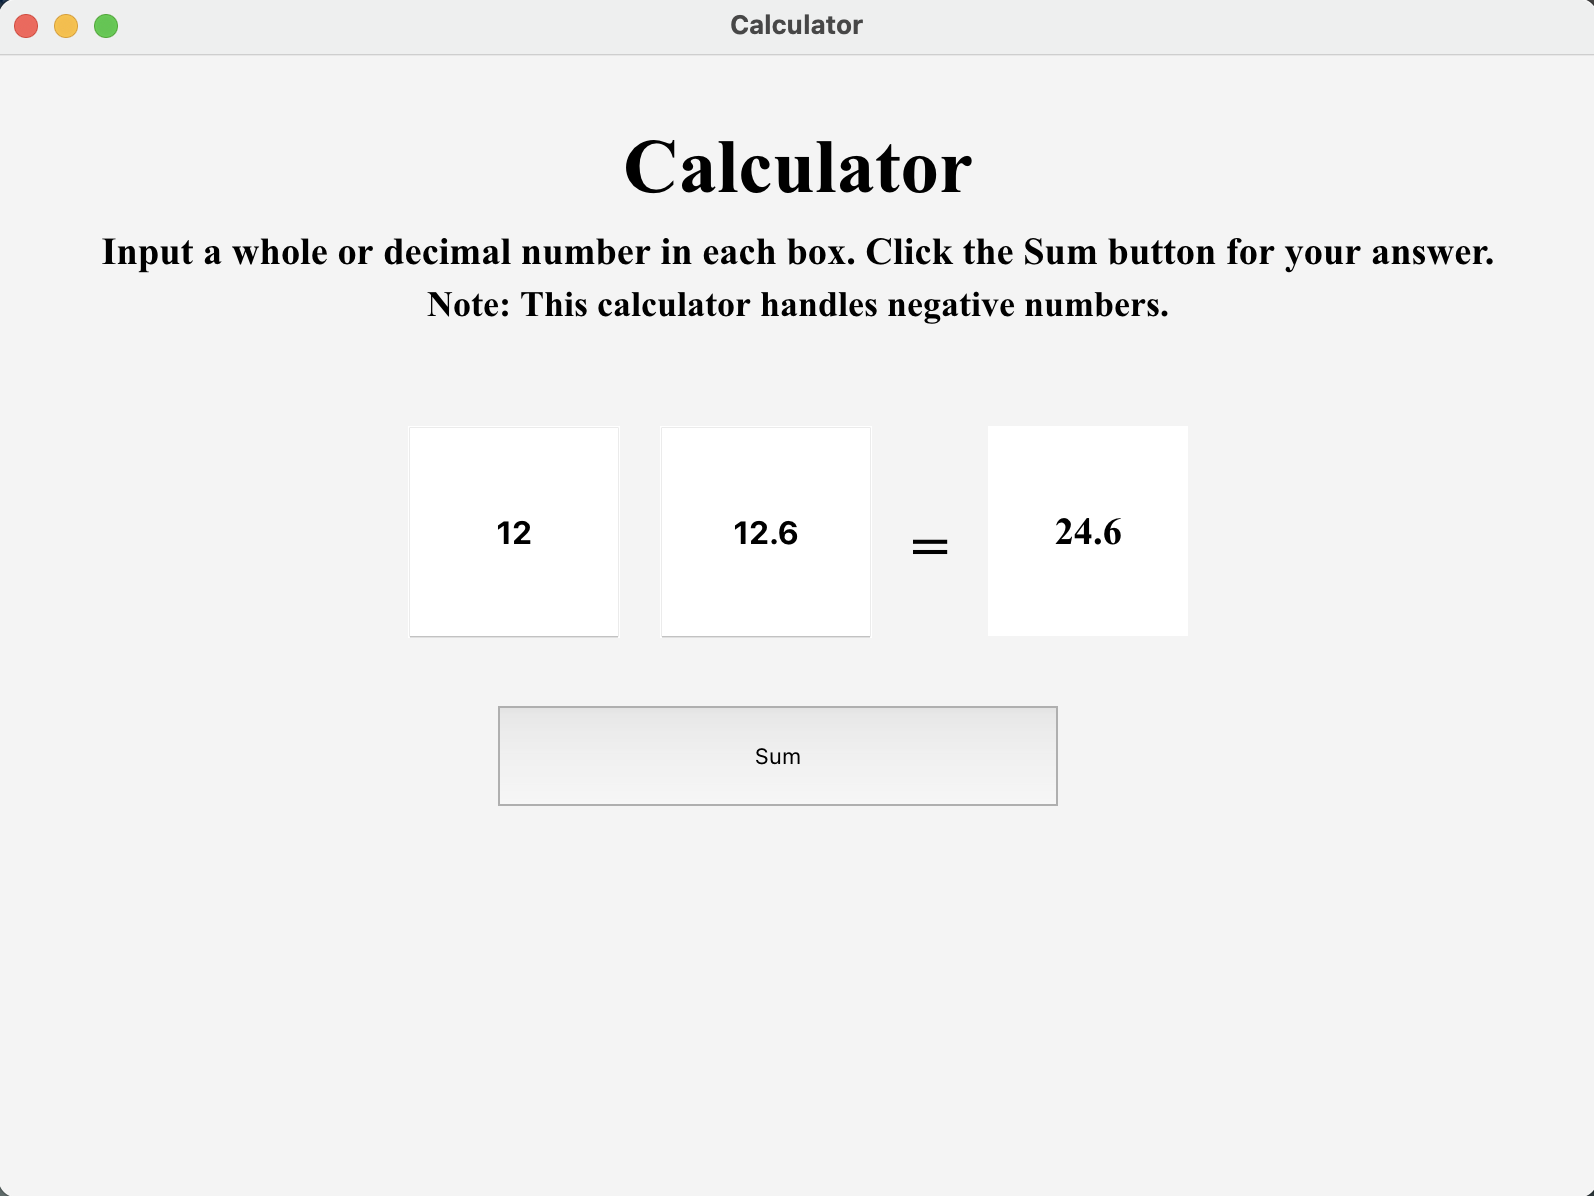 Calculator
Calculator
Input a whole or decimal number in each box. Click the Sum button for your answer.
Note: This calculator handles negative numbers.
12 12.6 = 24.6
Sum